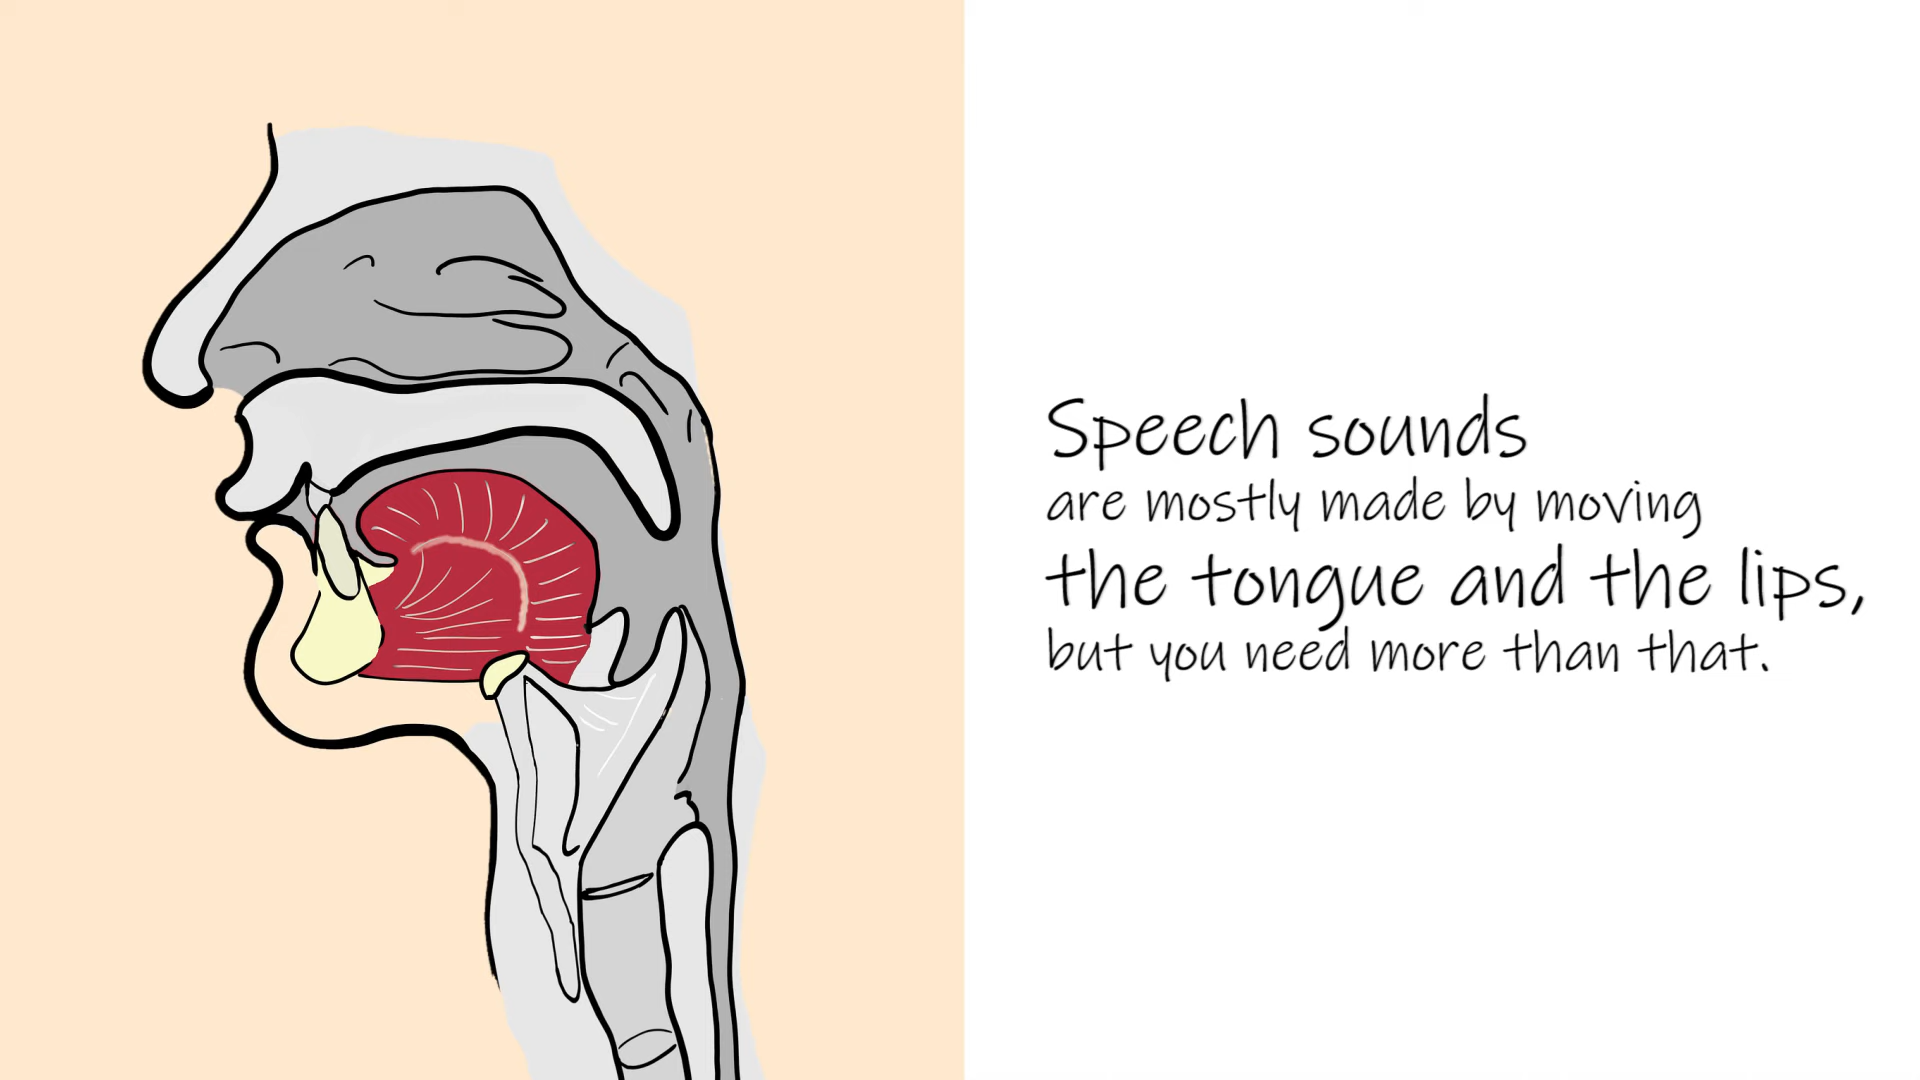 Speech sounds
are mostly made by moving
the tongue and the lips,
but you need more than that.